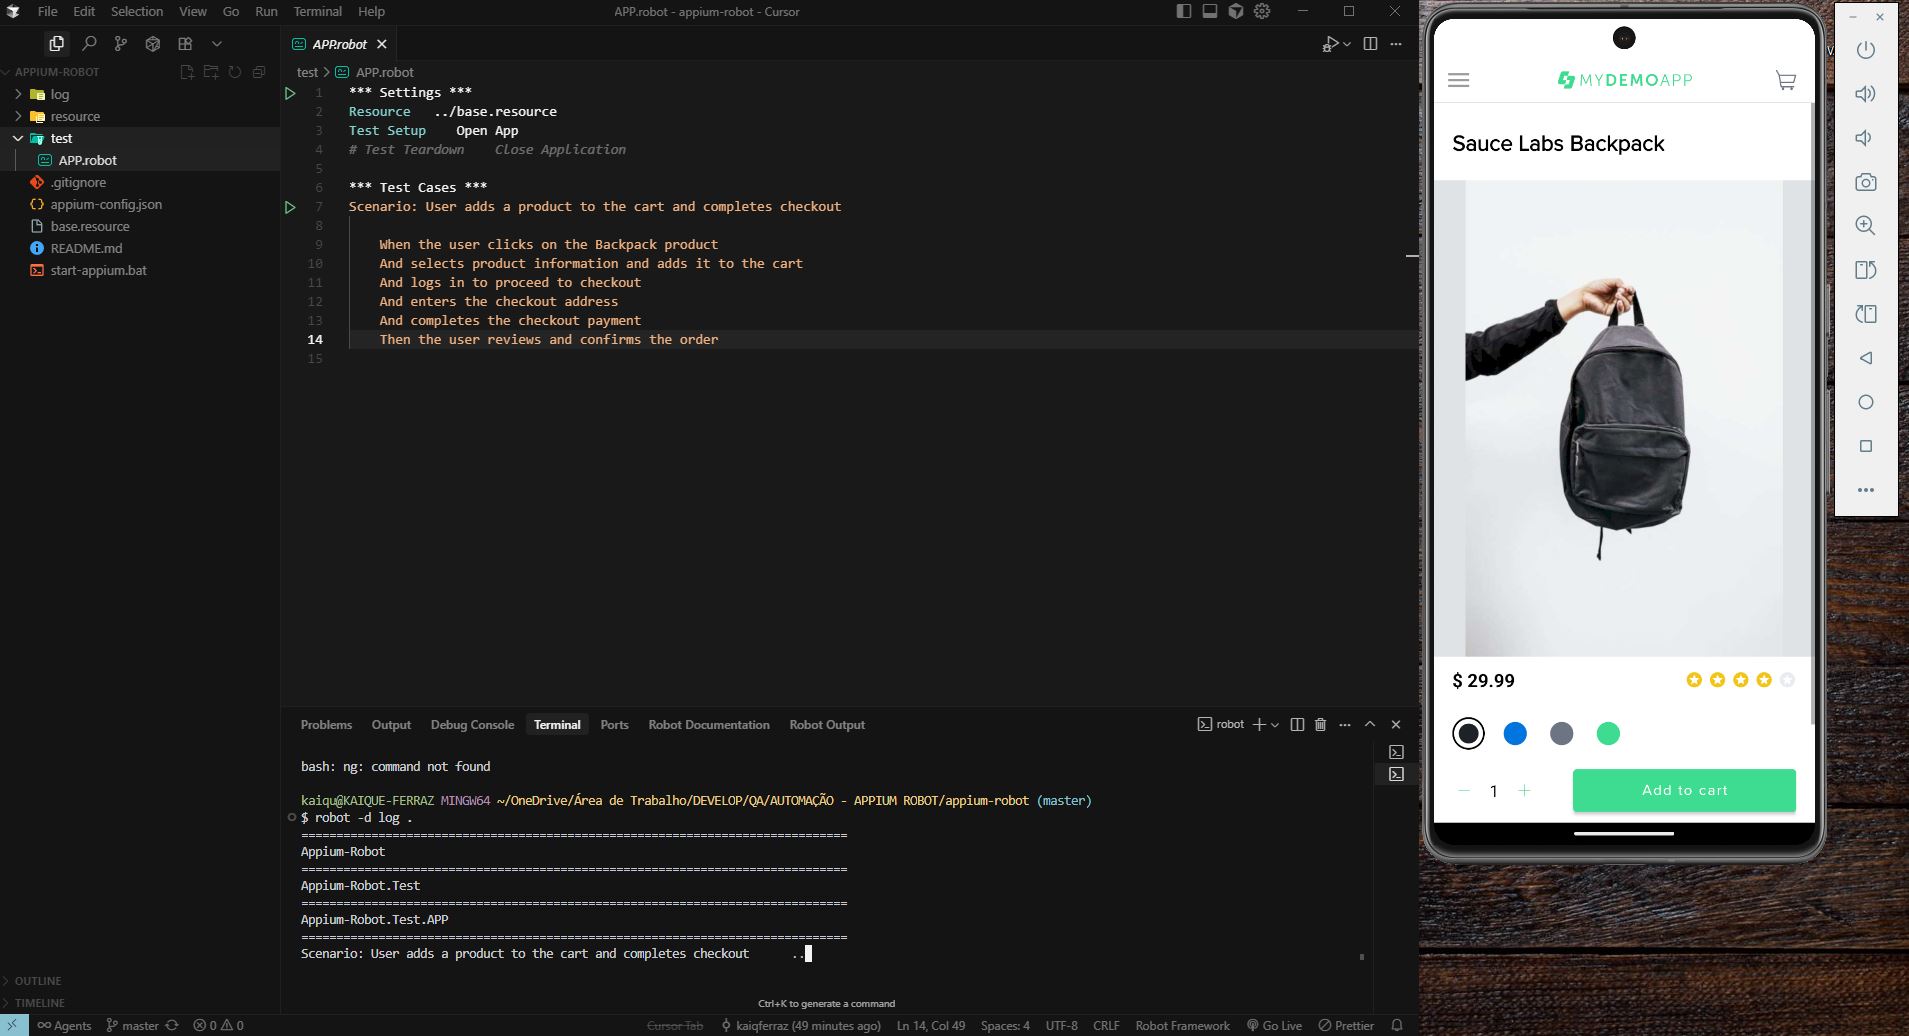 File Edit Selection View Go Run Terminal Help
APP.robot - appium-robot - Cursor
APPIUM-ROBOT
log
resource
test
APP.robot
.gitignore
appium-config.json
base.resource
README.md
start-appium.bat
OUTLINE
TIMELINE
APP.robot
test > APP.robot
1 *** Settings ***
2 Resource ../base.resource
3 Test Setup Open App
4 # Test Teardown Close Application
5
6 *** Test Cases ***
7 Scenario: User adds a product to the cart and completes checkout
8
9 When the user clicks on the Backpack product
10 And selects product information and adds it to the cart
11 And logs in to proceed to checkout
12 And enters the checkout address
13 And completes the checkout payment
14 Then the user reviews and confirms the order
15
Problems Output Debug Console Terminal Ports Robot Documentation Robot Output
robot
bash: ng: command not found
kaiqu@KAIQUE-FERRAZ MINGW64 ~/OneDrive/Área de Trabalho/DEVELOP/QA/AUTOMAÇÃO - APPIUM ROBOT/appium-robot (master)
$ robot -d log .
==============================================================================
Appium-Robot
==============================================================================
Appium-Robot.Test
==============================================================================
Appium-Robot.Test.APP
==============================================================================
Scenario: User adds a product to the cart and completes checkout ..
Ctrl+K to generate a command
Agents master 0 0
Cursor Tab kaiqferraz (49 minutes ago) Ln 14, Col 49 Spaces: 4 UTF-8 CRLF Robot Framework Go Live Prettier
MYDEMOAPP
Sauce Labs Backpack
$ 29.99
1
Add to cart